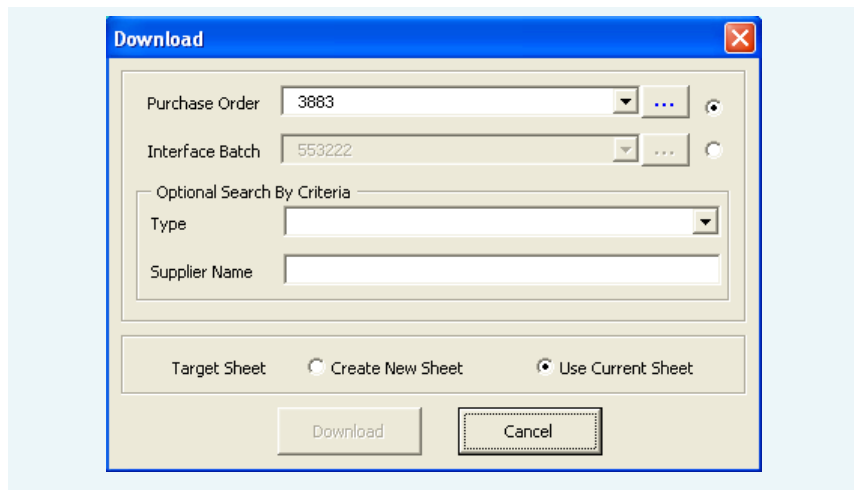 Download
Purchase Order 3883 ...
Interface Batch 553222 ...
Optional Search By Criteria
Type
Supplier Name
Target Sheet Create New Sheet Use Current Sheet
Download Cancel